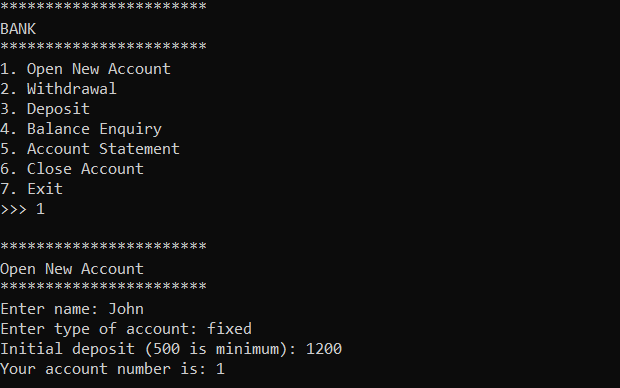 ***********************
BANK
***********************
1. Open New Account
2. Withdrawal
3. Deposit
4. Balance Enquiry
5. Account Statement
6. Close Account
7. Exit
>>> 1
***********************
Open New Account
***********************
Enter name: John
Enter type of account: fixed
Initial deposit (500 is minimum): 1200
Your account number is: 1